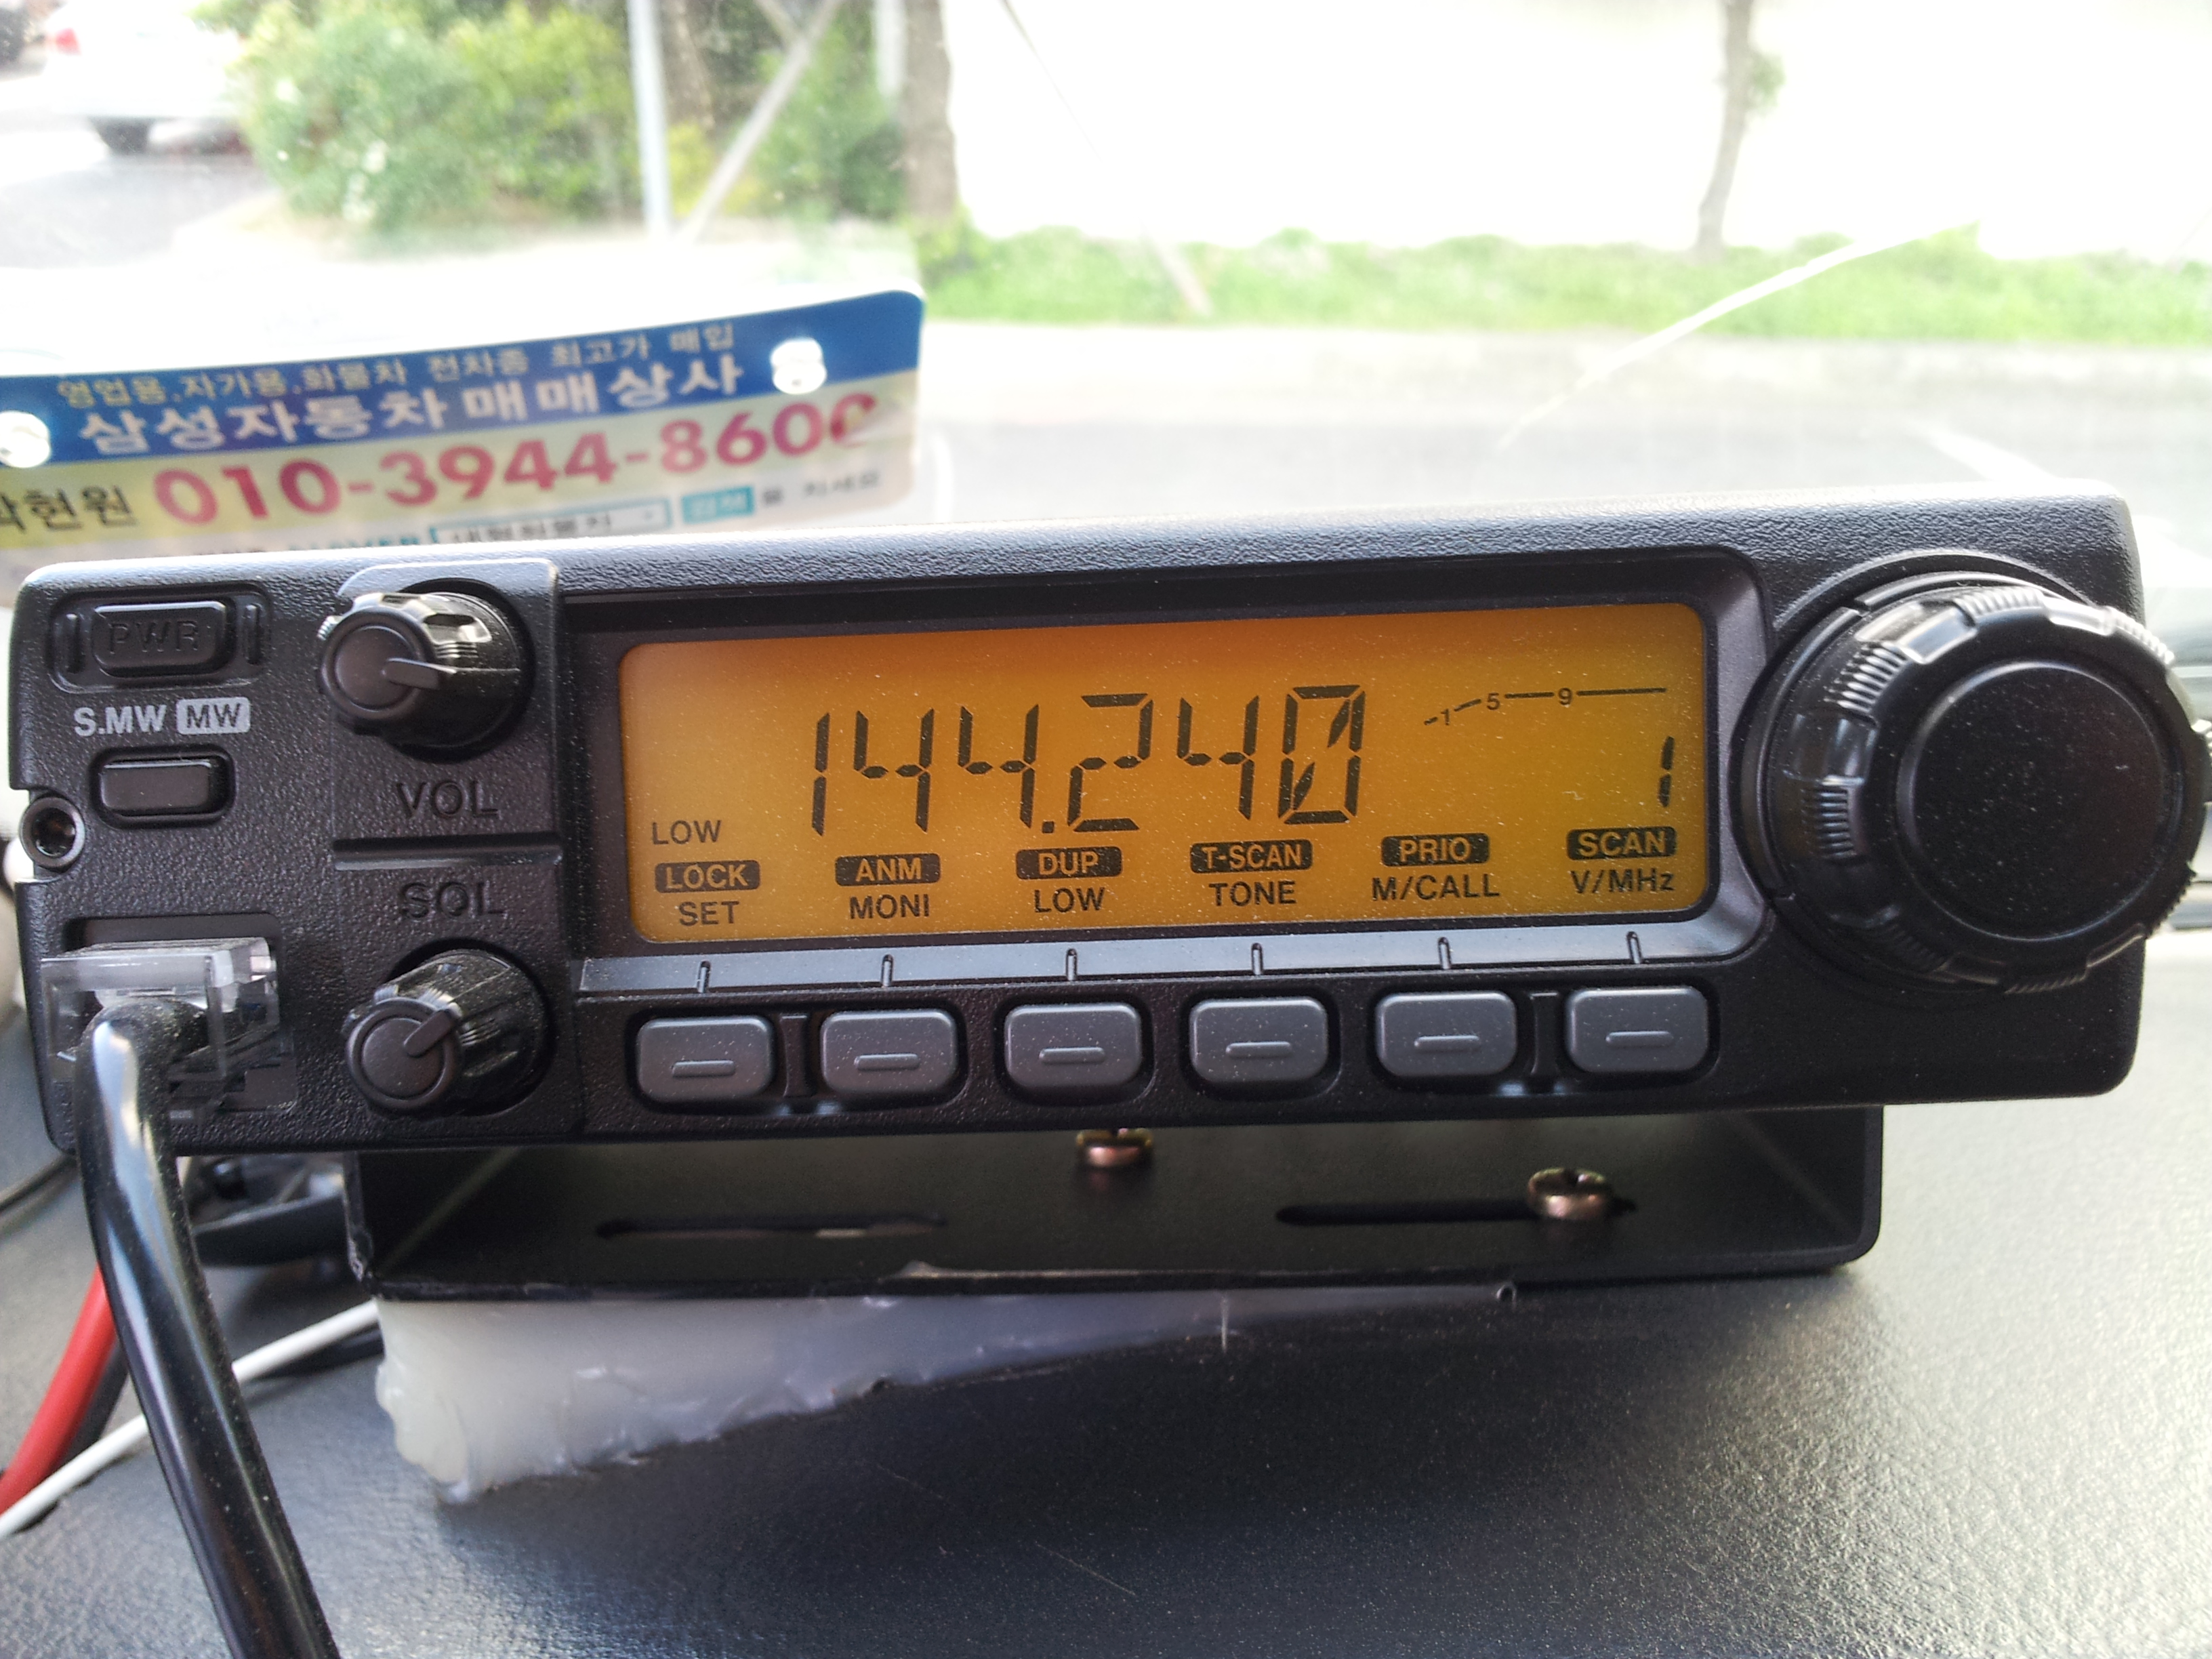 영업용,자가용,화물차 전차종 최고가 매입
삼성자동차매매상사
010-3944-8600
PWR
S.MW MW
VOL
SQL
144.240
1 5 9
1
LOW
LOCK ANM DUP T-SCAN PRIO SCAN
SET MONI LOW TONE M/CALL V/MHz